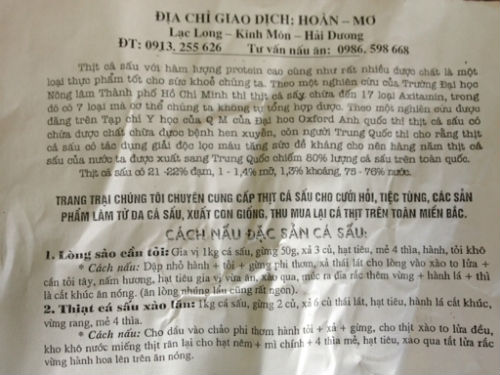 ĐỊA CHỈ GIAO DỊCH: HOÀN – MƠ
Lạc Long – Kinh Môn – Hải Dương
ĐT: 0913. 255 626 Tư vấn nấu ăn: 0986. 598 668
Thịt cá sấu với hàm lượng protein cao cũng như rất nhiều dược chất là một
loại thực phẩm tốt cho sức khoẻ chúng ta. Theo một nghiên cứu của Trường Đại học
Nông lâm Thành phố Hồ Chí Minh thì thịt cá sấy chứa đến 17 loại Axitamin, trong
đó có 7 loại mà cơ thể chúng ta không tự tổng hợp được. Theo một nghiên cưu được
đăng trên Tạp chí Y học của Q M của Đại học Oxford Anh quốc thì thịt cá sấu có
chứa dược chất chữa dược bệnh hen xuyễn, còn người Trung Quốc thì cho rằng thịt
cá sấu có tác dụng giải độc lọc máu tăng sức đề kháng cho nên hàng năm thịt cá
sấu của nước ta được xuất sang Trung Quốc chiếm 80% lượng cá sấu trên toàn quốc.
Thịt cá sấu có 21 -22% đạm, 1 - 1,4% mỡ, 1,3% khoáng, 75 - 76% nước.
TRANG TRẠI CHÚNG TÔI CHUYÊN CUNG CẤP THỊT CÁ SẤU CHO CƯỚI HỎI, TIỆC TÙNG, CÁC SẢN
PHẨM LÀM TỪ DA CÁ SẤU, XUẤT CON GIỐNG, THU MUA LẠI CÁ THỊT TRÊN TOÀN MIỀN BẮC.
CÁCH NẤU ĐẶC SẢN CÁ SẤU:
1. Lòng sào cần tỏi: Gia vị 1kg cá sấu, gừng 50g, xả 3 củ, hạt tiêu, mẻ 4 thìa, hành, tỏi khô
* Cách nấu: Dập nhỏ hành + tỏi + gừng phi thơm, xả thái lát cho lòng vào xào to lửa +
cần tỏi tây, nấm hương, hạt tiêu gia vị vừa ăn, xào qua, múc ra đĩa rắc thêm vừng + hành lá + thì
là cắt khúc ăn nóng. (ăn lòng nhúng lẩu cũng rất ngon).
2. Thịạt cá sấu xào lăn: 1kg cá sấu, gừng 2 củ, xả 6 củ thái lát, hạt tiêu, hành lá cắt khúc,
vừng rang, mẻ 4 thìa.
* Cách nấu: Cho dầu vào chảo phi thơm hành tỏi + xả + gừng, cho thịt xào to lửa đều,
kho khô nước miếng thịt răn lại cho hạt nêm + mì chính + 4 thìa mẻ, hạt tiêu, xào qua tắt lửa rắc
vừng hành hoa lên trên ăn nóng.